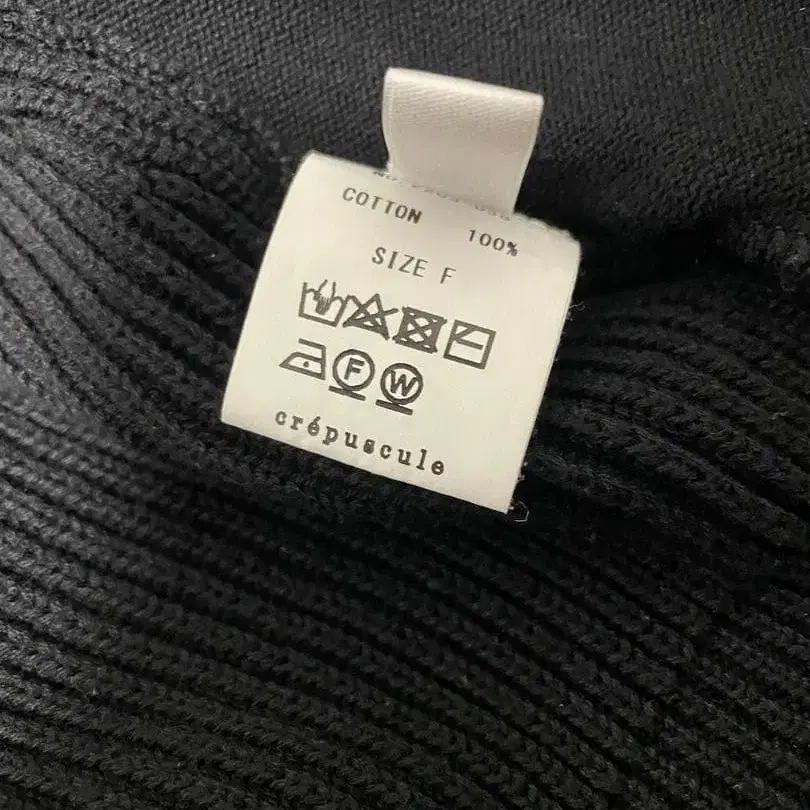 COTTON 100%
SIZE F
F W
crépuscule